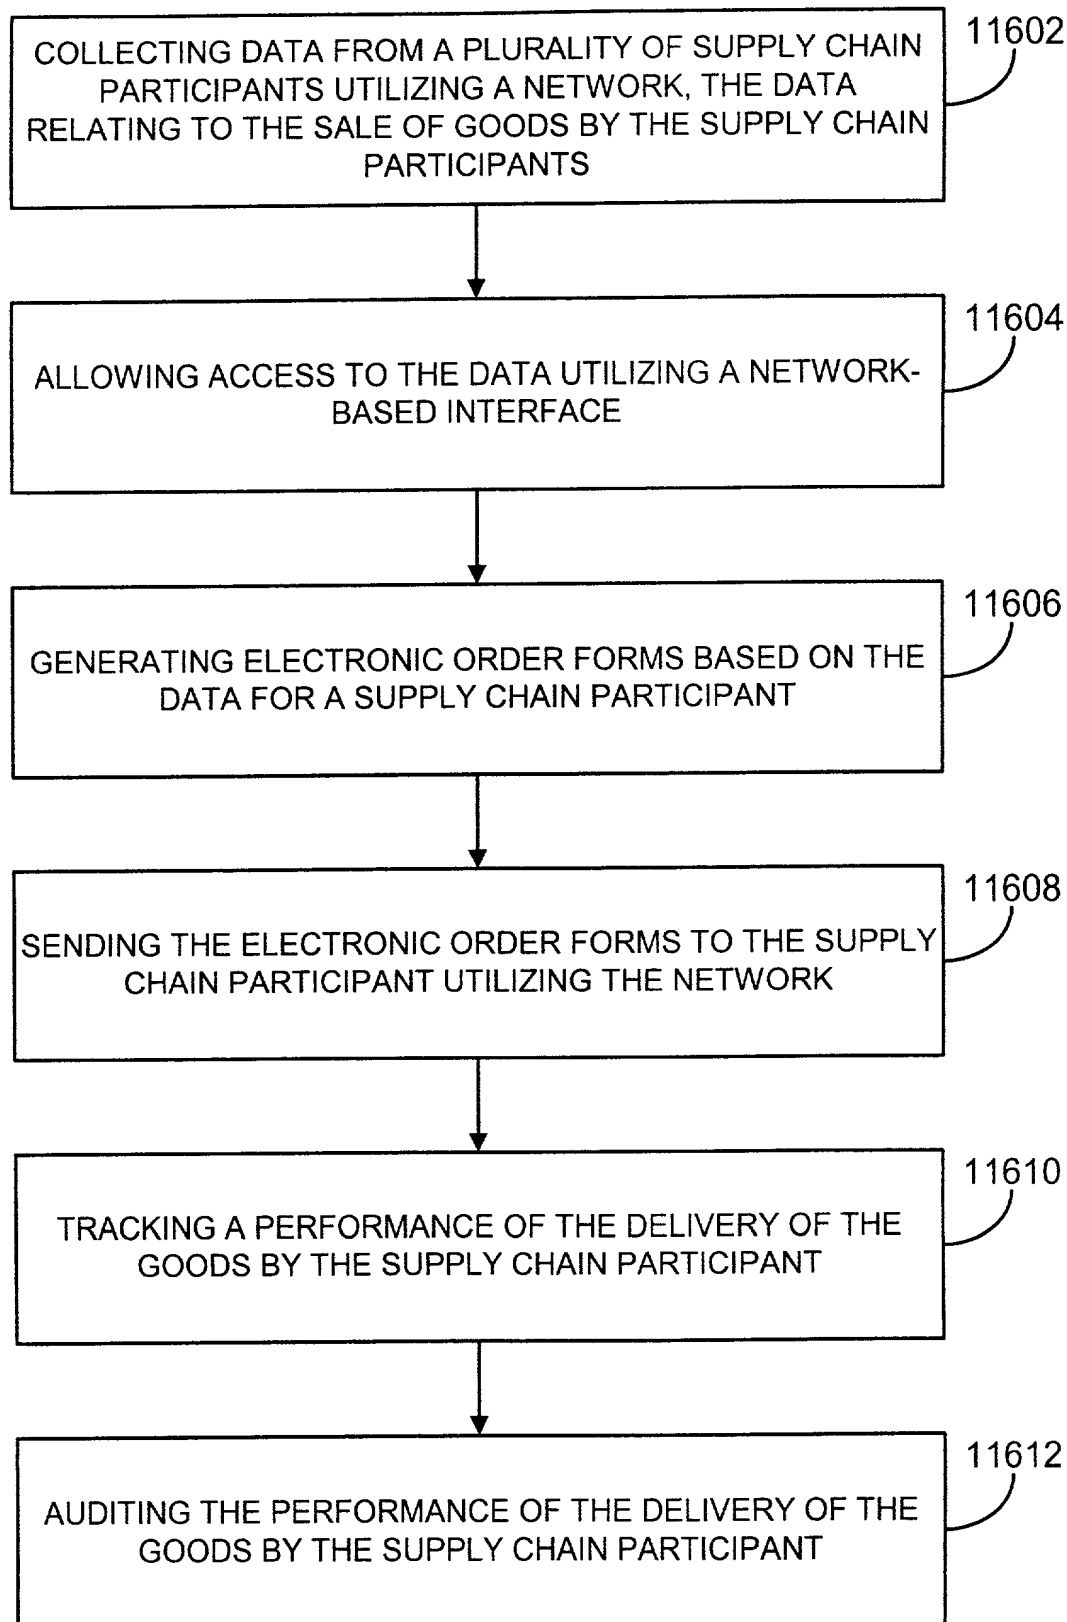 11602
COLLECTING DATA FROM A PLURALITY OF SUPPLY CHAIN
PARTICIPANTS UTILIZING A NETWORK, THE DATA
RELATING TO THE SALE OF GOODS BY THE SUPPLY CHAIN
PARTICIPANTS
11604
ALLOWING ACCESS TO THE DATA UTILIZING A NETWORK-
BASED INTERFACE
11606
GENERATING ELECTRONIC ORDER FORMS BASED ON THE
DATA FOR A SUPPLY CHAIN PARTICIPANT
11608
SENDING THE ELECTRONIC ORDER FORMS TO THE SUPPLY
CHAIN PARTICIPANT UTILIZING THE NETWORK
11610
TRACKING A PERFORMANCE OF THE DELIVERY OF THE
GOODS BY THE SUPPLY CHAIN PARTICIPANT
11612
AUDITING THE PERFORMANCE OF THE DELIVERY OF THE
GOODS BY THE SUPPLY CHAIN PARTICIPANT